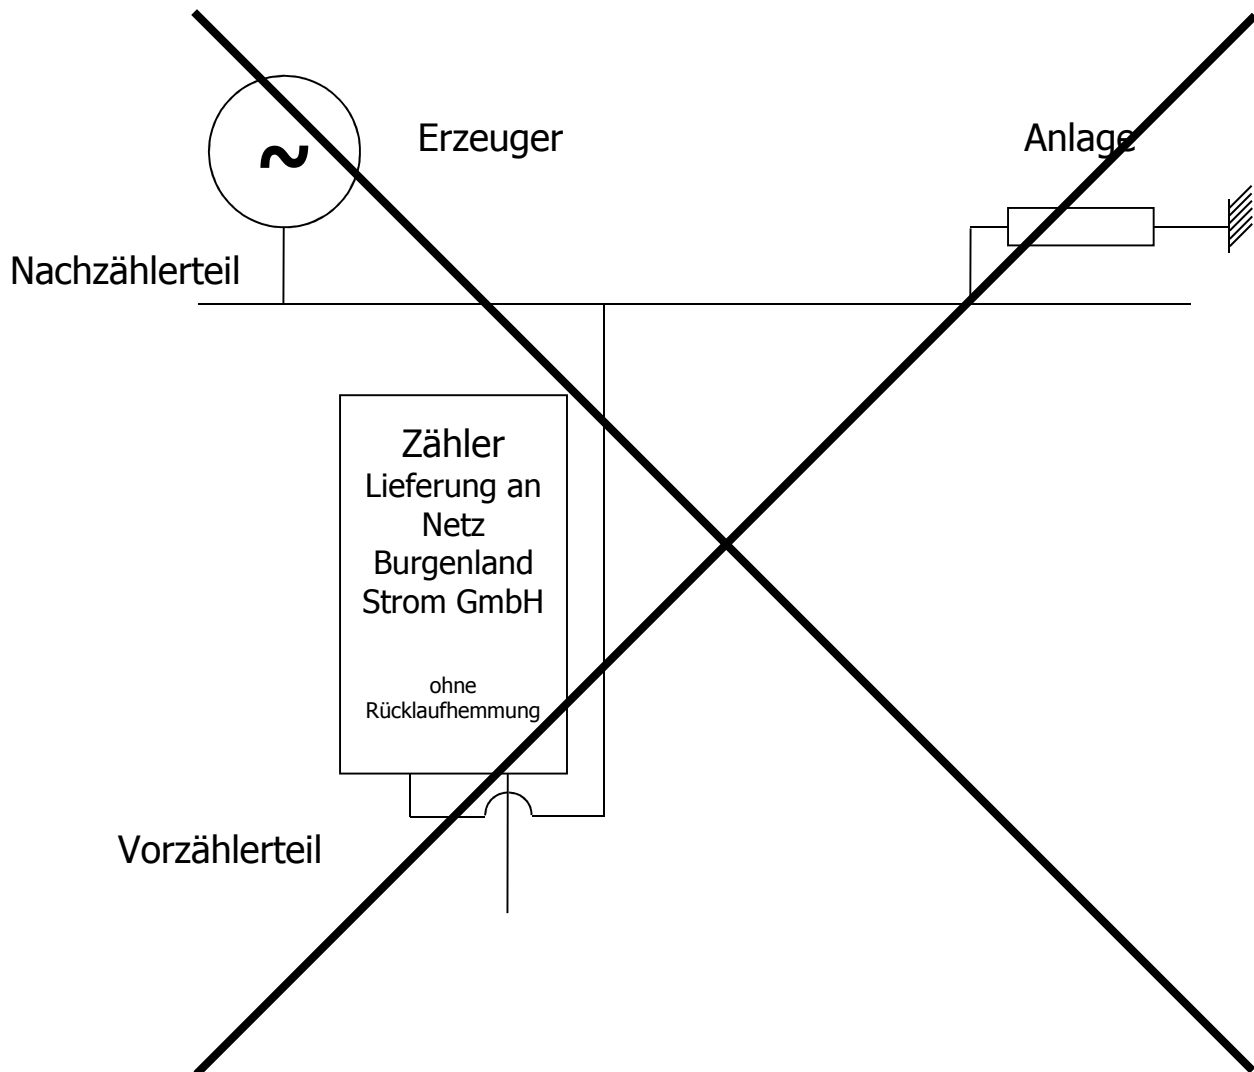 Erzeuger
Anlage
~
Nachzählerteil
Zähler
Lieferung an
Netz
Burgenland
Strom GmbH
ohne
Rücklaufhemmung
Vorzählerteil